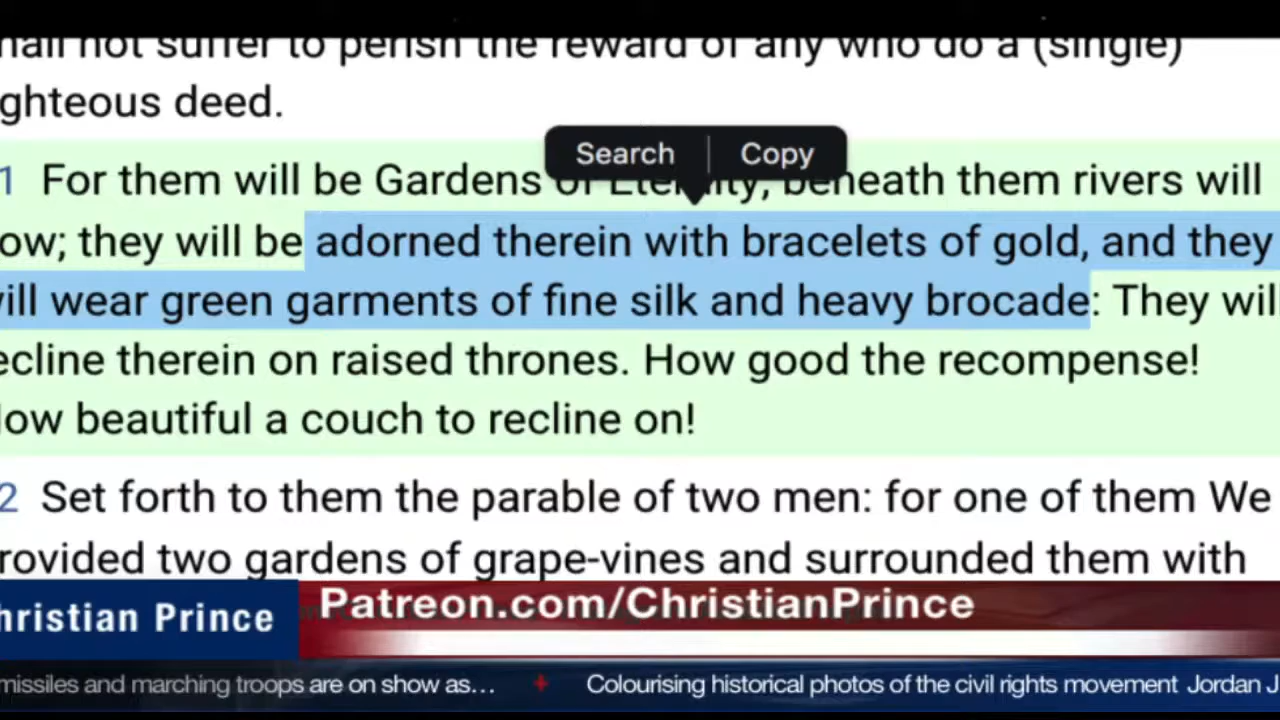 hall not suffer to perish the reward of any who do a (single)
ghteous deed.
Search Copy
1 For them will be Gardens of Eternity; beneath them rivers will
ow; they will be adorned therein with bracelets of gold, and they
ill wear green garments of fine silk and heavy brocade: They will
ecline therein on raised thrones. How good the recompense!
ow beautiful a couch to recline on!
2 Set forth to them the parable of two men: for one of them We
rovided two gardens of grape-vines and surrounded them with
hristian Prince
Patreon.com/ChristianPrince
missiles and marching troops are on show as... Colourising historical photos of the civil rights movement Jordan J